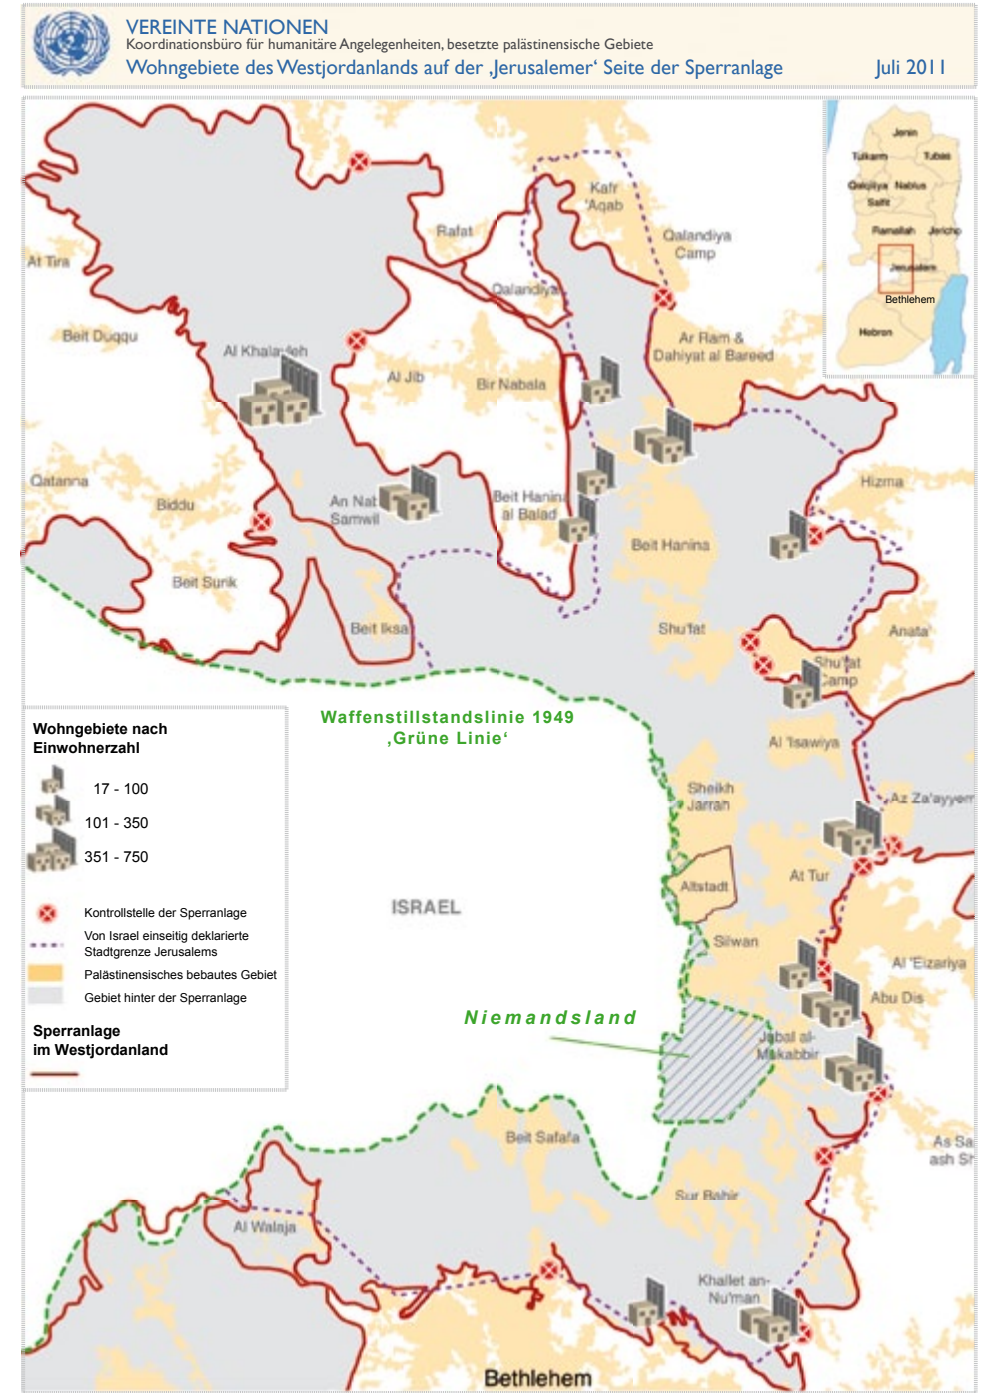 VEREINTE NATIONEN
Koordinationsbüro für humanitäre Angelegenheiten, besetzte palästinensische Gebiete
Wohngebiete des Westjordanlands auf der ‚Jerusalemer‘ Seite der Sperranlage
Juli 2011
Jenin
Tulkarm
Tubas
Qalqiliya
Nablus
Salfit
Ramallah
Jericho
Jerusalem
Bethlehem
Hebron
Kafr
'Aqab
Rafat
Qalandiya
Camp
At Tira
Qalandiya
Beit Duqqu
Ar Ram &
Dahiyat al Bareed
Al Jib
Bir Nabala
Qatanna
Biddu
An Nabi
Samwil
Beit Hanina
al Balad
Hizma
Beit Hanina
Beit Surik
Beit Iksa
Shu'fat
Anata
Shu'fat
Camp
Waffenstillstandslinie 1949
‚Grüne Linie‘
Al 'Isawiya
Wohngebiete nach
Einwohnerzahl
17 - 100
101 - 350
351 - 750
Kontrollstelle der Sperranlage
Von Israel einseitig deklarierte
Stadtgrenze Jerusalems
Palästinensisches bebautes Gebiet
Gebiet hinter der Sperranlage
Sperranlage
im Westjordanland
Sheikh
Jarrah
Az Za'ayyem
At Tur
Altstadt
ISRAEL
Silwan
Al 'Eizariya
Abu Dis
Niemandsland
Jabal al-
Mukabbir
Beit Safafa
As Sa
ash Sh
Sur Bahir
Al Walaja
Khallet an-
Nu'man
Bethlehem